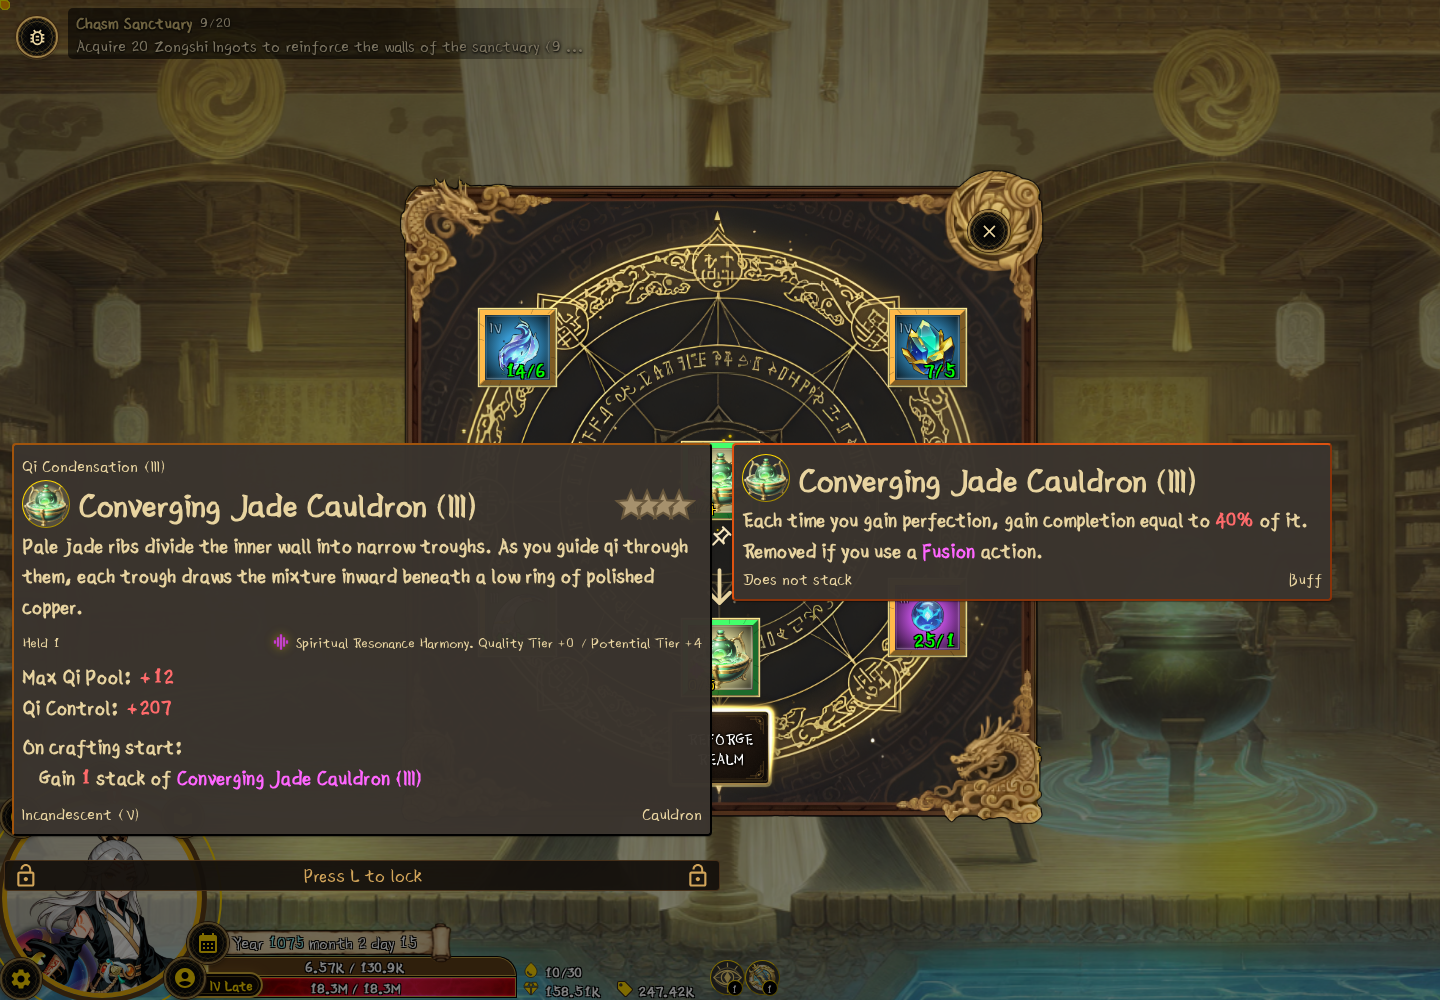 Chasm Sanctuary 9/20
Acquire 20 Zongshi Ingots to reinforce the walls of the sanctuary (9 ...
IV
14/6
IV
7/5
Qi Condensation (III)
Converging Jade Cauldron (III)
Pale jade ribs divide the inner wall into narrow troughs. As you guide qi through
them, each trough draws the mixture inward beneath a low ring of polished
copper.
Held 1
Spiritual Resonance Harmony. Quality Tier +0 / Potential Tier +4
Max Qi Pool: +12
Qi Control: +207
On crafting start:
Gain 1 stack of Converging Jade Cauldron (III)
Incandescent (V)
Cauldron
Converging Jade Cauldron (III)
Each time you gain perfection, gain completion equal to 40% of it.
Removed if you use a Fusion action.
Does not stack
Buff
25/1
ORGE
EALM
Press L to lock
Year 1075 month 2 day 15
6.57k / 130.9k
IV Late
18.3M / 18.3M
10/30
158.51k
247.42k
1
1